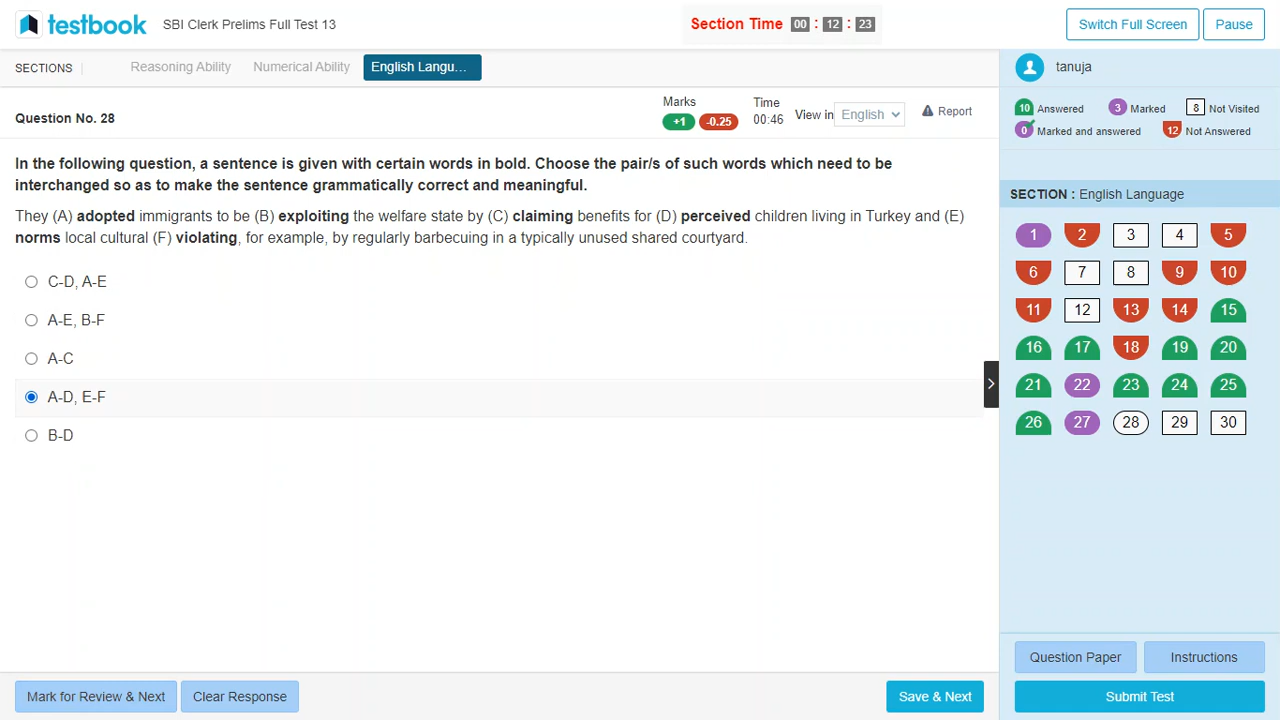 testbook
SBI Clerk Prelims Full Test 13
Section Time 00 : 12 : 23
Switch Full Screen
Pause
SECTIONS
Reasoning Ability
Numerical Ability
English Langu...
tanuja
Question No. 28
Marks
+1 -0.25
Time
00:46
View in English
Report
10 Answered
3 Marked
8 Not Visited
0 Marked and answered
12 Not Answered
In the following question, a sentence is given with certain words in bold. Choose the pair/s of such words which need to be
interchanged so as to make the sentence grammatically correct and meaningful.
They (A) adopted immigrants to be (B) exploiting the welfare state by (C) claiming benefits for (D) perceived children living in Turkey and (E)
norms local cultural (F) violating, for example, by regularly barbecuing in a typically unused shared courtyard.
C-D, A-E
A-E, B-F
A-C
A-D, E-F
B-D
SECTION : English Language
1 2 3 4 5
6 7 8 9 10
11 12 13 14 15
16 17 18 19 20
21 22 23 24 25
26 27 28 29 30
Mark for Review & Next
Clear Response
Save & Next
Question Paper
Instructions
Submit Test